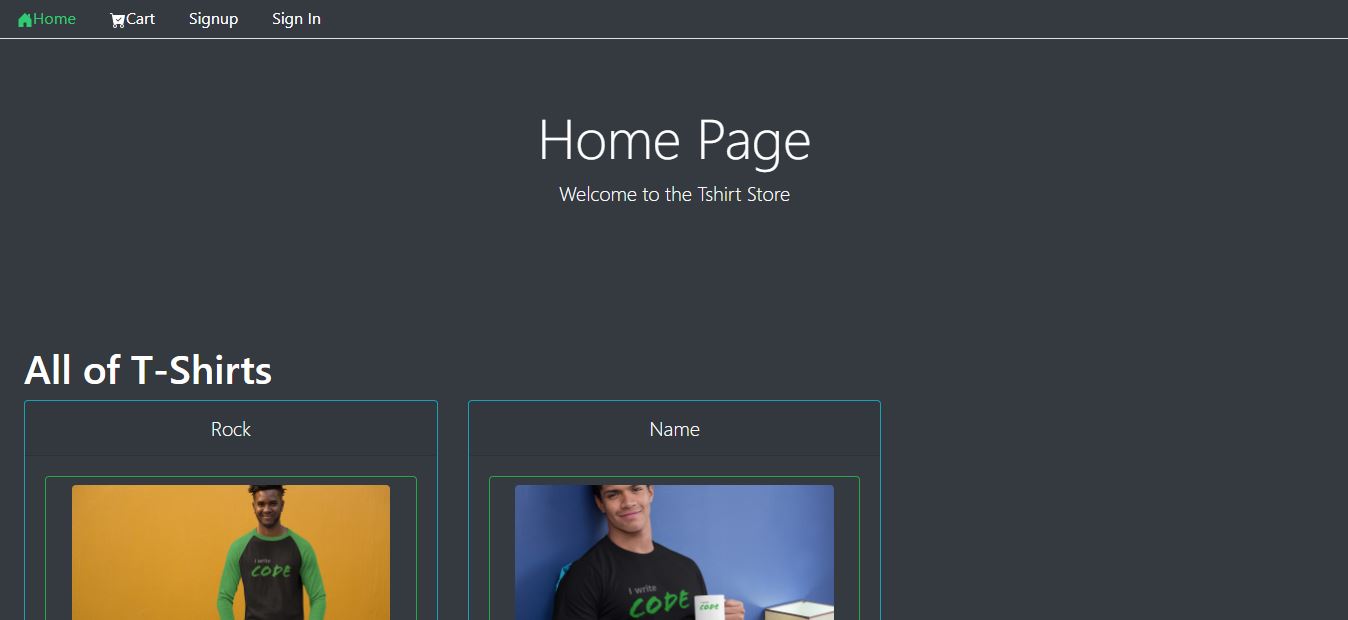 Home Cart Signup Sign In
Home Page
Welcome to the Tshirt Store
All of T-Shirts
Rock
Name
I write
CODE
I write
CODE
CODE